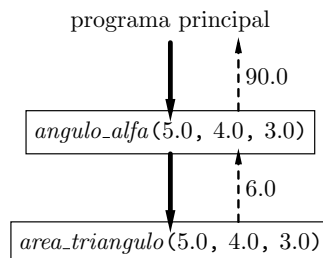 programa principal
90.0
angulo_alfa(5.0, 4.0, 3.0)
6.0
area_triangulo(5.0, 4.0, 3.0)